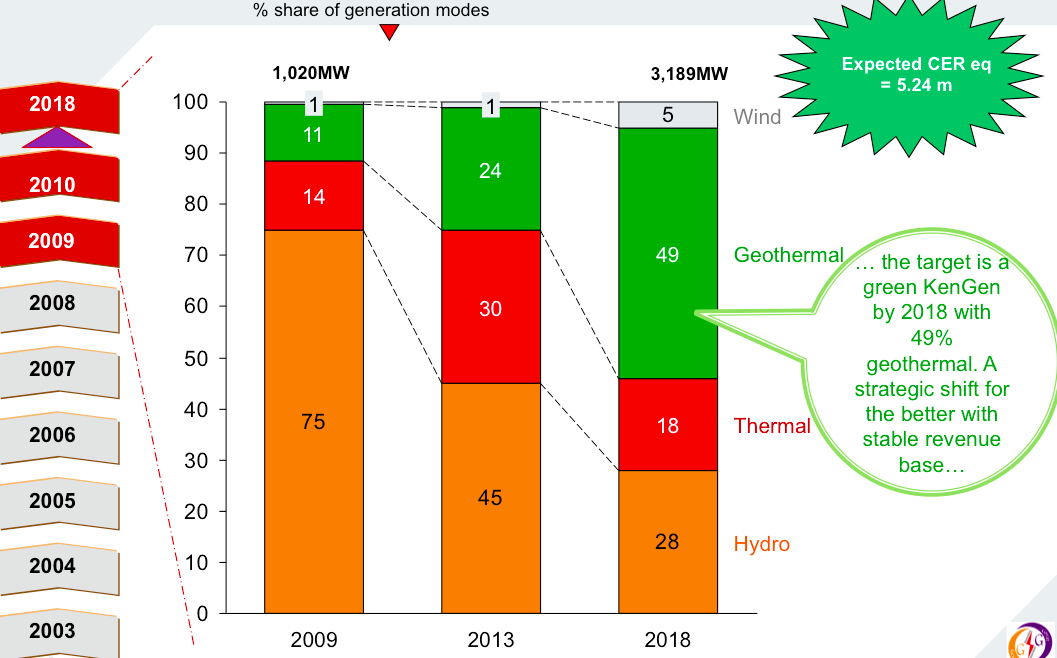 % share of generation modes
1,020MW
3,189MW
Expected CER eq
= 5.24 m
2018
2010
2009
2008
2007
2006
2005
2004
2003
100
90
80
70
60
50
40
30
20
10
0
1
11
14
75
1
24
30
45
5
49
18
28
Wind
Geothermal
Thermal
Hydro
2009
2013
2018
… the target is a
green KenGen
by 2018 with
49%
geothermal. A
strategic shift for
the better with
stable revenue
base…
G
G